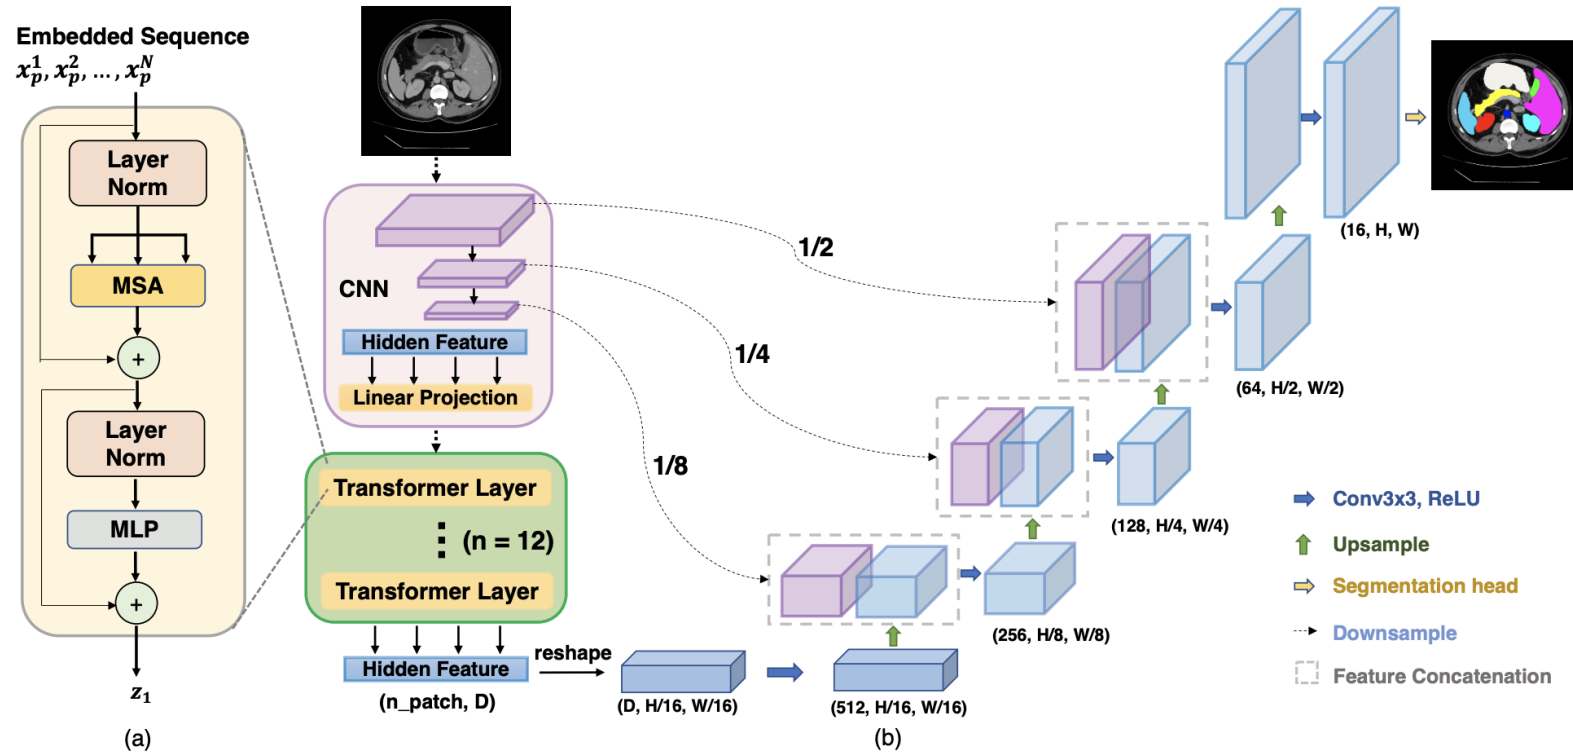 Embedded Sequence
x_p^1, x_p^2, ..., x_p^N
Layer
Norm
MSA
+
Layer
Norm
MLP
+
z_1
(a)
CNN
Hidden Feature
Linear Projection
Transformer Layer
(n = 12)
Transformer Layer
Hidden Feature
(n_patch, D)
reshape
(D, H/16, W/16)
(512, H/16, W/16)
(b)
1/2
1/4
1/8
(256, H/8, W/8)
(128, H/4, W/4)
(64, H/2, W/2)
(16, H, W)
Conv3x3, ReLU
Upsample
Segmentation head
Downsample
Feature Concatenation